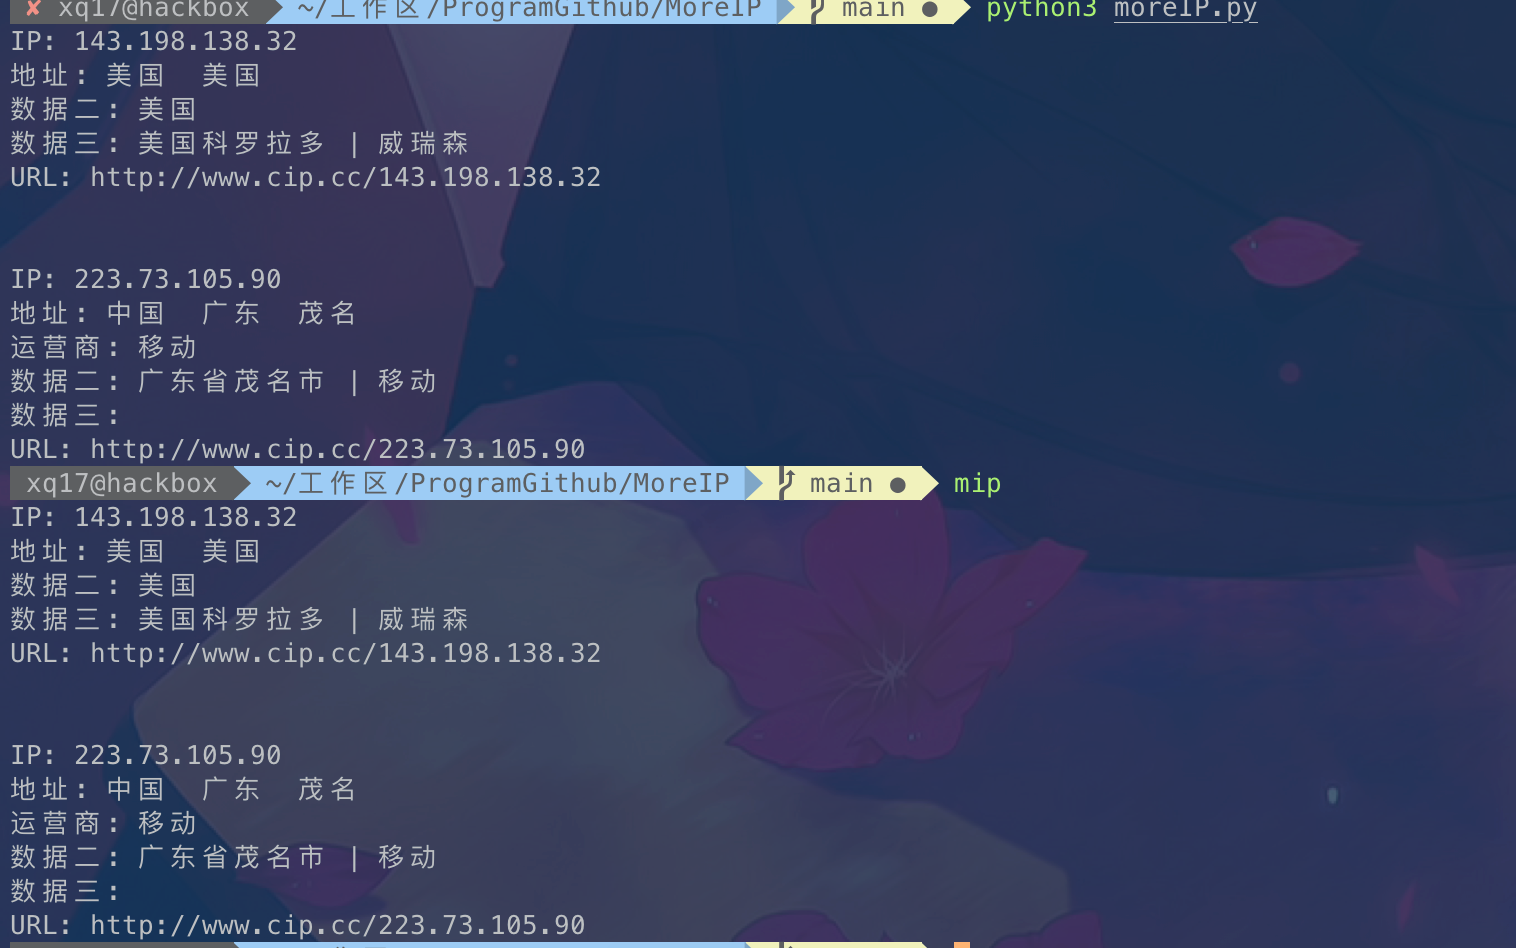 ✘ xq17@hackbox ~/工作区/ProgramGithub/MoreIP main ● python3 moreIP.py
IP: 143.198.138.32
地址: 美国 美国
数据二: 美国
数据三: 美国科罗拉多 | 威瑞森
URL: http://www.cip.cc/143.198.138.32
IP: 223.73.105.90
地址: 中国 广东 茂名
运营商: 移动
数据二: 广东省茂名市 | 移动
数据三:
URL: http://www.cip.cc/223.73.105.90
xq17@hackbox ~/工作区/ProgramGithub/MoreIP main ● mip
IP: 143.198.138.32
地址: 美国 美国
数据二: 美国
数据三: 美国科罗拉多 | 威瑞森
URL: http://www.cip.cc/143.198.138.32
IP: 223.73.105.90
地址: 中国 广东 茂名
运营商: 移动
数据二: 广东省茂名市 | 移动
数据三:
URL: http://www.cip.cc/223.73.105.90